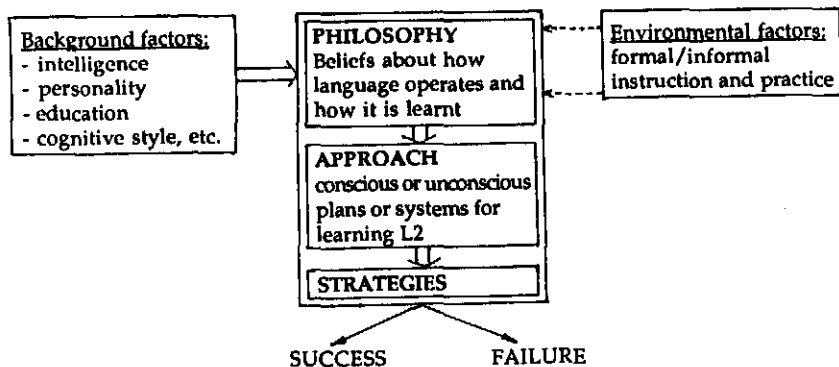 Background factors:
- intelligence
- personality
- education
- cognitive style, etc.
PHILOSOPHY
Beliefs about how
language operates and
how it is learnt
Environmental factors:
formal/informal
instruction and practice
APPROACH
conscious or unconscious
plans or systems for
learning L2
STRATEGIES
SUCCESS
FAILURE